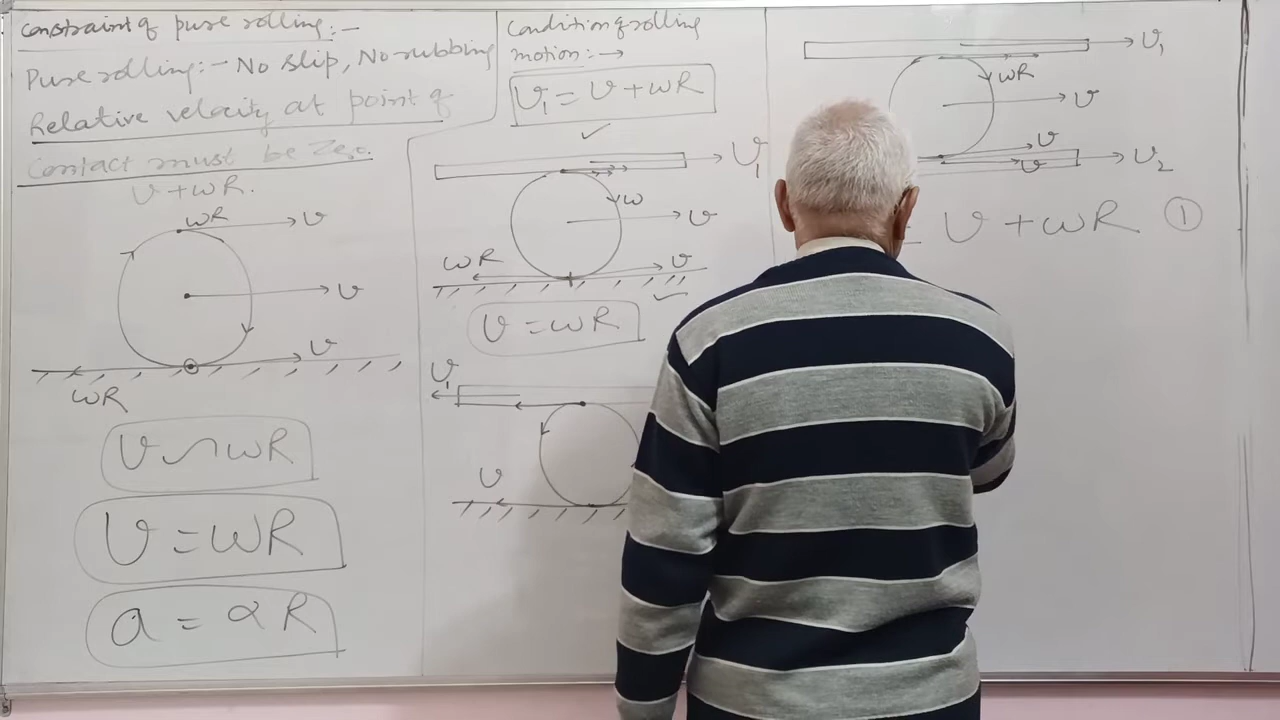 Constraint of pure rolling:-
Pure rolling:- No slip, No rubbing
Relative velocity at point of
Contact must be Zero.
v + ωR.
ωR
v
v
v
ωR
v ~ ωR
v = ωR
a = αR
Condition of rolling
motion:-→
v₁ = v + ωR
✓
v₁
ω
v
ωR
v
✓
v = ωR
v₁
v
v₁
ωR
v
v
v
v₂
= v + ωR ①